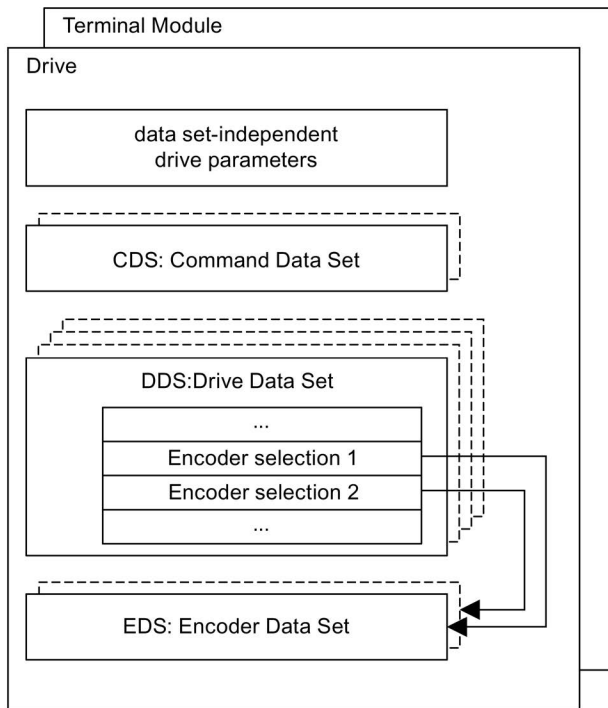 Terminal Module
Drive
data set-independent
drive parameters
CDS: Command Data Set
DDS:Drive Data Set
...
Encoder selection 1
Encoder selection 2
...
EDS: Encoder Data Set